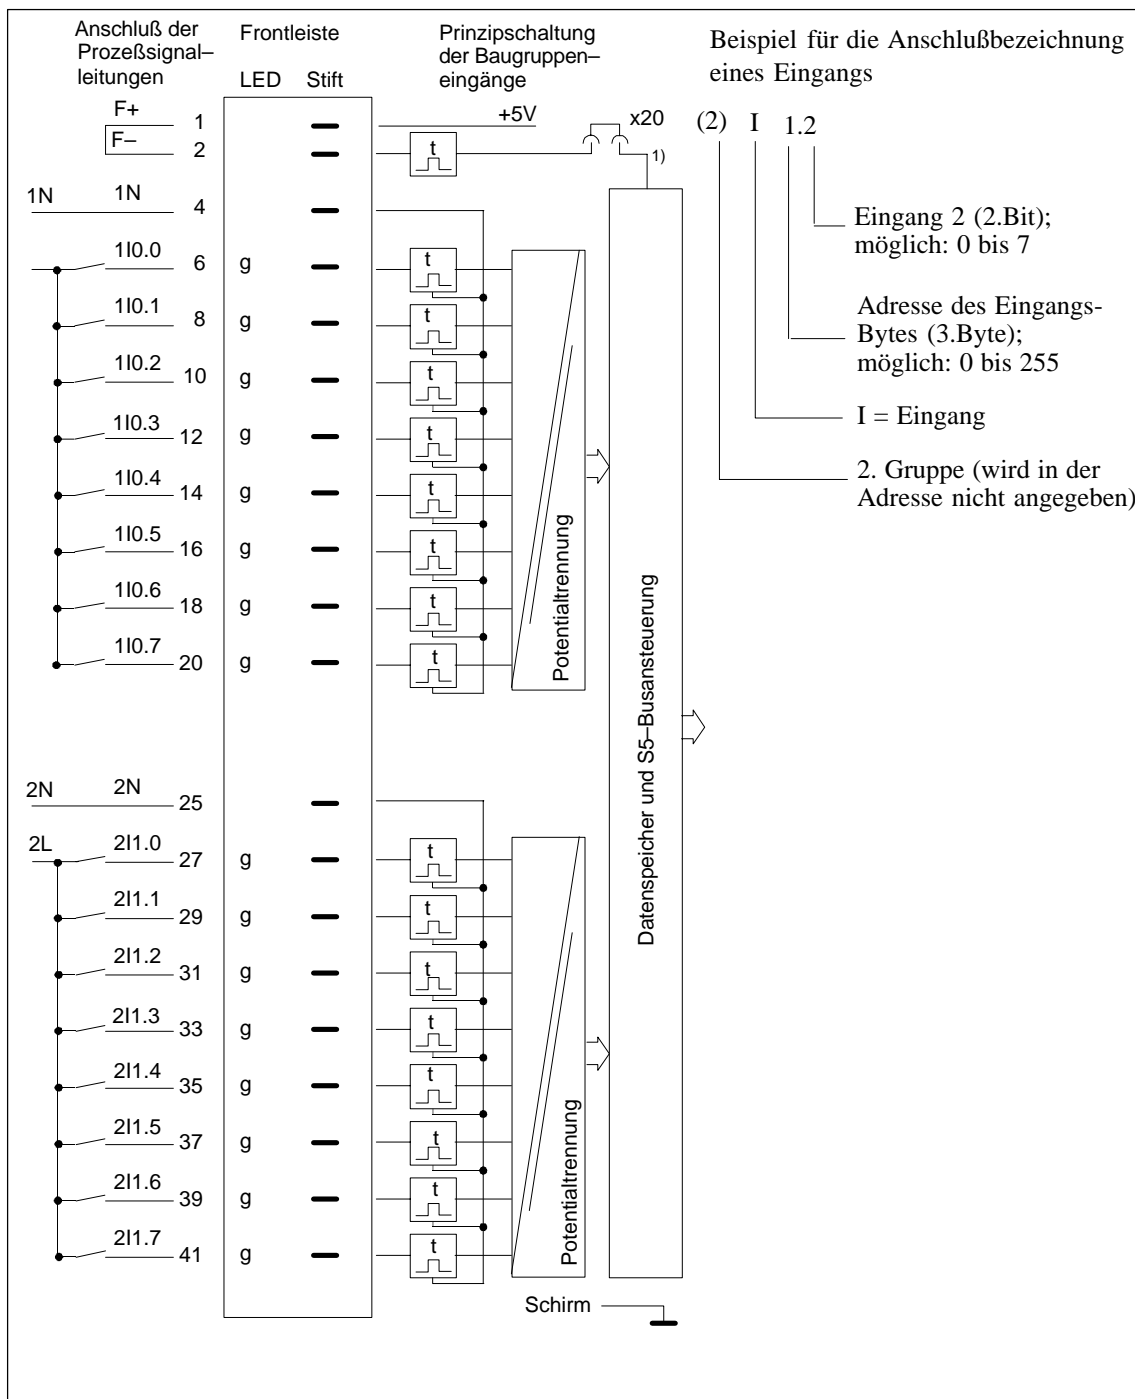 Anschluß der
Prozeßsignal–
leitungen
Frontleiste
LED Stift
Prinzipschaltung
der Baugruppen–
eingänge
Beispiel für die Anschlußbezeichnung
eines Eingangs
F+ 1 +5V x20
F– 2 t 1)
(2) I 1.2
1N 1N 4
1I0.0 6 g t
1I0.1 8 g t
1I0.2 10 g t
1I0.3 12 g t
1I0.4 14 g t
1I0.5 16 g t
1I0.6 18 g t
1I0.7 20 g t
Potentialtrennung
Eingang 2 (2.Bit);
möglich: 0 bis 7
Adresse des Eingangs-
Bytes (3.Byte);
möglich: 0 bis 255
I = Eingang
2. Gruppe (wird in der
Adresse nicht angegeben)
Datenspeicher und S5–Busansteuerung
2N 2N 25
2L 2I1.0 27 g t
2I1.1 29 g t
2I1.2 31 g t
2I1.3 33 g t
2I1.4 35 g t
2I1.5 37 g t
2I1.6 39 g t
2I1.7 41 g t
Potentialtrennung
Schirm